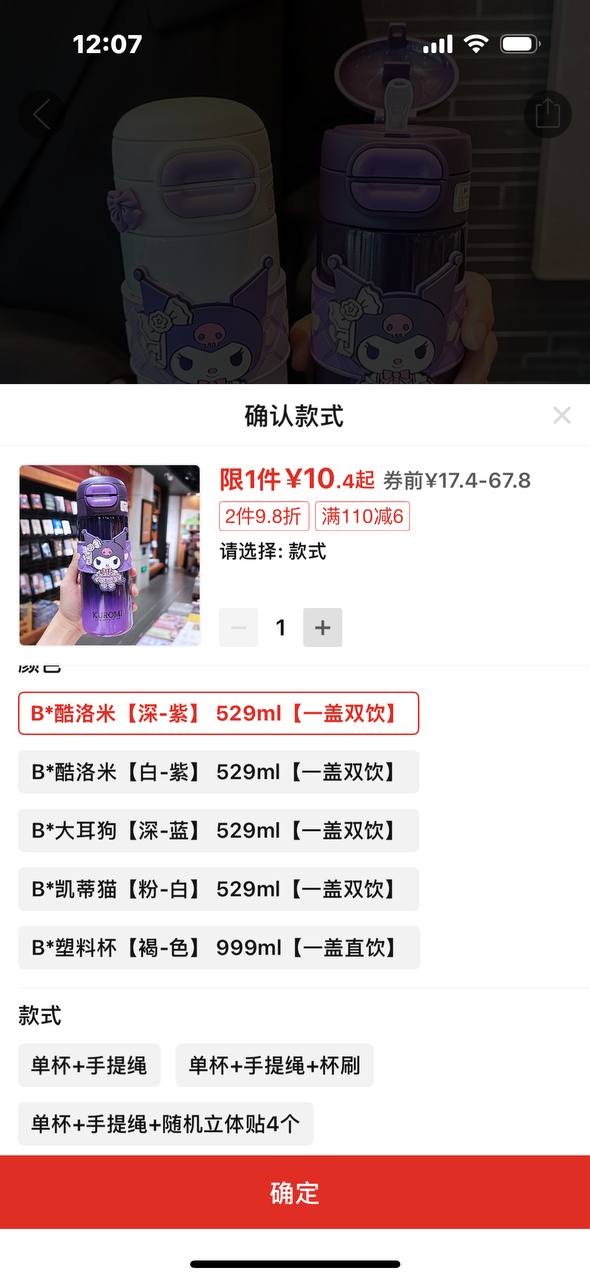 12:07
确认款式
限1件 ¥10.4起 券前¥17.4-67.8
2件9.8折 满110减6
请选择: 款式
KUROMI
1
颜色
B*酷洛米【深-紫】 529ml【一盖双饮】
B*酷洛米【白-紫】 529ml【一盖双饮】
B*大耳狗【深-蓝】 529ml【一盖双饮】
B*凯蒂猫【粉-白】 529ml【一盖双饮】
B*塑料杯【褐-色】 999ml【一盖直饮】
款式
单杯+手提绳 单杯+手提绳+杯刷
单杯+手提绳+随机立体贴4个
确定